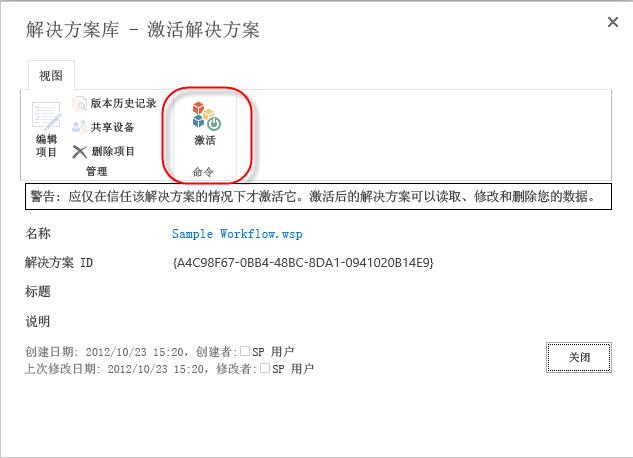 解决方案库 - 激活解决方案
视图
编辑
项目
版本历史记录
共享设备
删除项目
管理
激活
命令
警告：应仅在信任该解决方案的情况下才激活它。激活后的解决方案可以读取、修改和删除您的数据。
名称 Sample Workflow.wsp
解决方案 ID {A4C98F67-0BB4-48BC-8DA1-0941020B14E9}
标题
说明
创建日期: 2012/10/23 15:20, 创建者: SP 用户
上次修改日期: 2012/10/23 15:20, 修改者: SP 用户
关闭